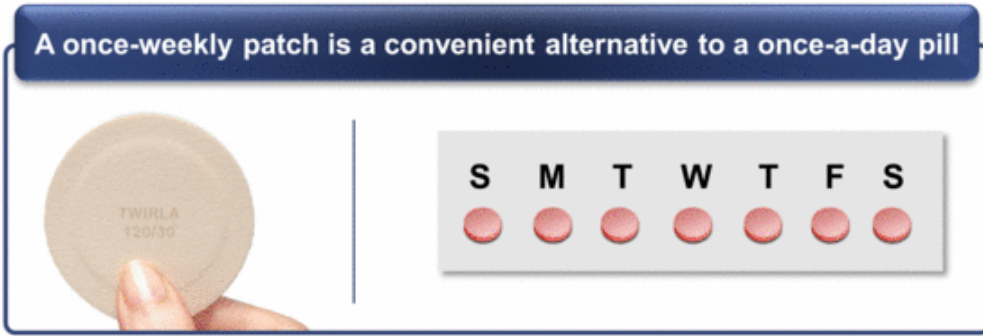 A once-weekly patch is a convenient alternative to a once-a-day pill
TWIRLA
120/30
S M T W T F S